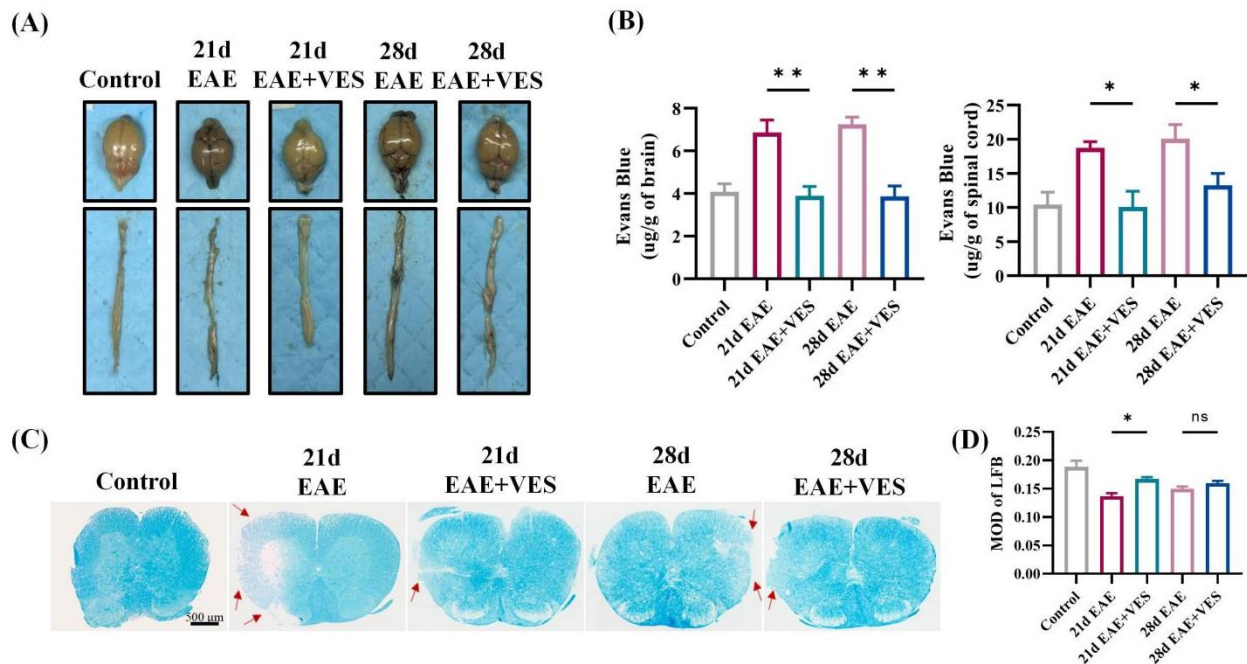 (A)
Control
21d
EAE
21d
EAE+VES
28d
EAE
28d
EAE+VES
(B)
Evans Blue
(ug/g of brain)
8
6
4
2
0
**
**
Control
21d EAE
21d EAE+VES
28d EAE
28d EAE+VES
Evans Blue
(ug/g of spinal cord)
25
20
15
10
5
0
*
*
Control
21d EAE
21d EAE+VES
28d EAE
28d EAE+VES
(C)
Control
21d
EAE
21d
EAE+VES
28d
EAE
28d
EAE+VES
500 μm
(D)
MOD of LFB
0.25
0.20
0.15
0.10
0.05
0.00
*
ns
Control
21d EAE
21d EAE+VES
28d EAE
28d EAE+VES